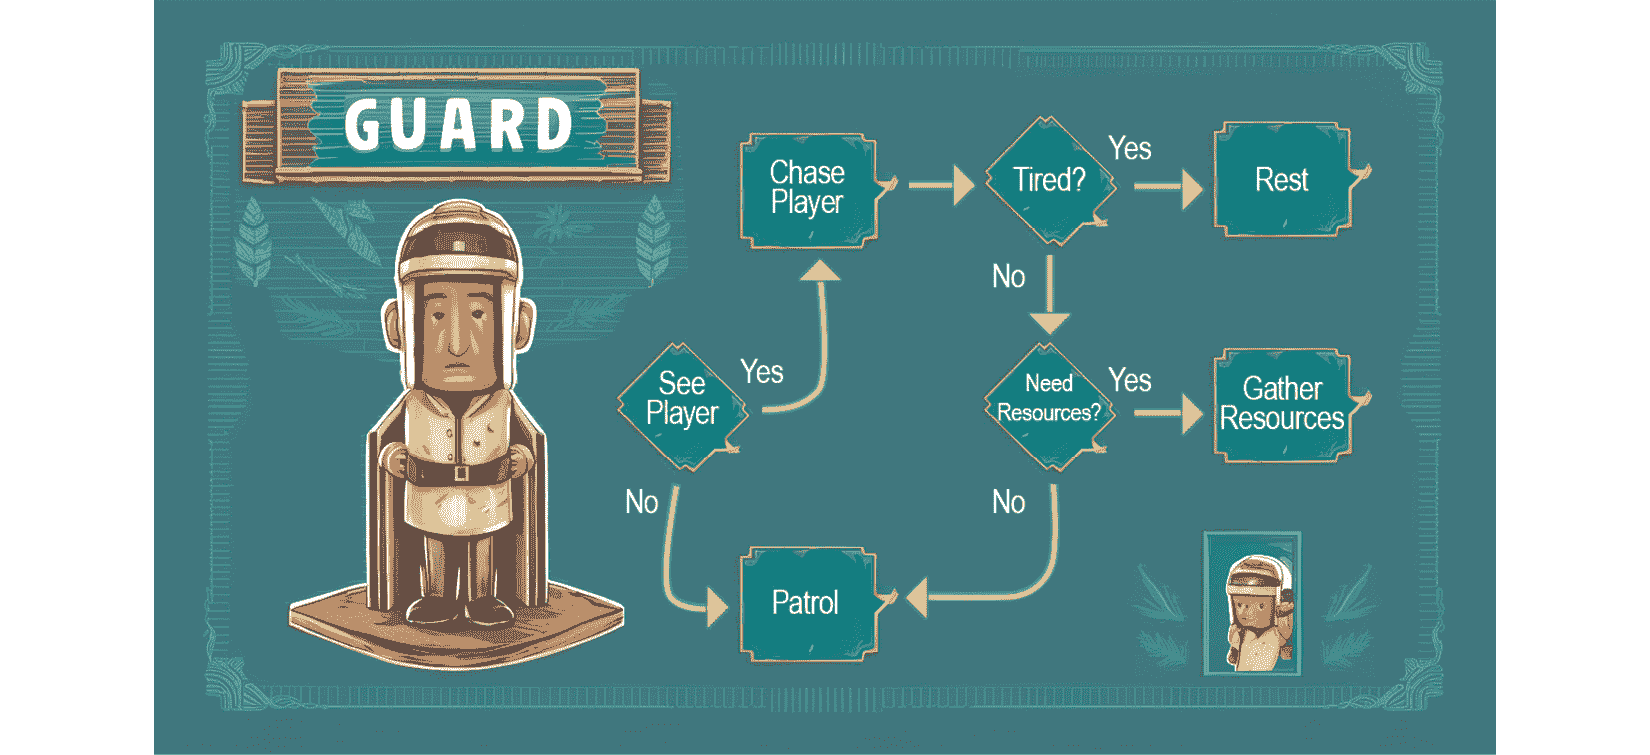 GUARD
Chase
Player
Tired?
Yes
Rest
No
See
Player
Yes
Need
Resources?
Yes
Gather
Resources
No
No
Patrol